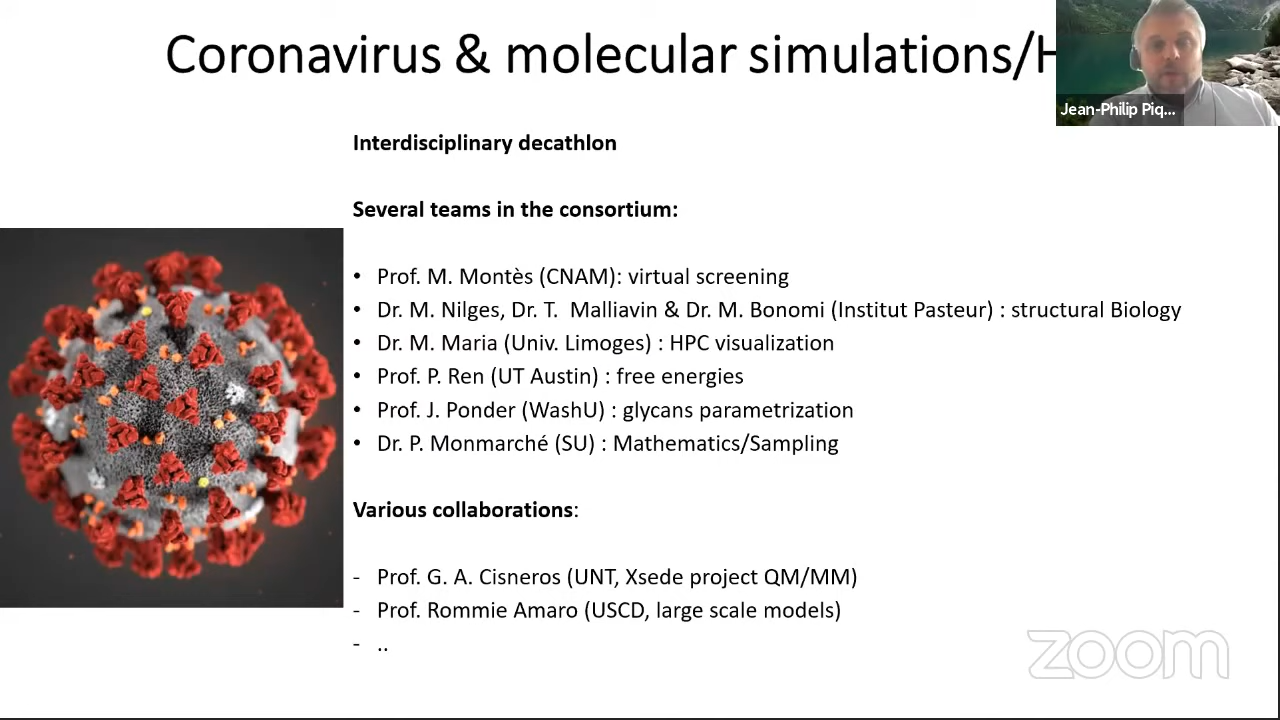 Coronavirus & molecular simulations/H
Jean-Philip Piq...
Interdisciplinary decathlon
Several teams in the consortium:
• Prof. M. Montès (CNAM): virtual screening
• Dr. M. Nilges, Dr. T. Malliavin & Dr. M. Bonomi (Institut Pasteur) : structural Biology
• Dr. M. Maria (Univ. Limoges) : HPC visualization
• Prof. P. Ren (UT Austin) : free energies
• Prof. J. Ponder (WashU) : glycans parametrization
• Dr. P. Monmarché (SU) : Mathematics/Sampling
Various collaborations:
- Prof. G. A. Cisneros (UNT, Xsede project QM/MM)
- Prof. Rommie Amaro (USCD, large scale models)
- ..
zoom